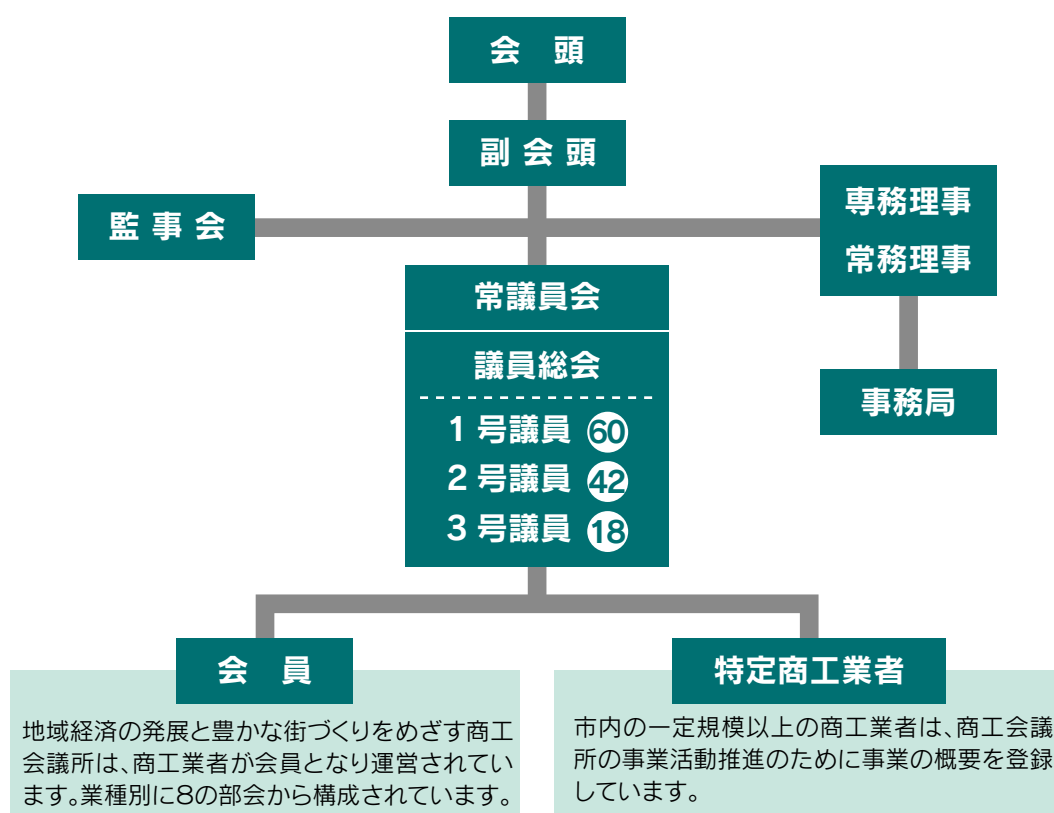 会 頭
副 会 頭
監 事 会
専務理事
常務理事
常議員会
議員総会
1 号議員 60
2 号議員 42
3 号議員 18
事務局
会 員
地域経済の発展と豊かな街づくりをめざす商工
会議所は、商工業者が会員となり運営されてい
ます。業種別に8の部会から構成されています。
特定商工業者
市内の一定規模以上の商工業者は、商工会議
所の事業活動推進のために事業の概要を登録
しています。